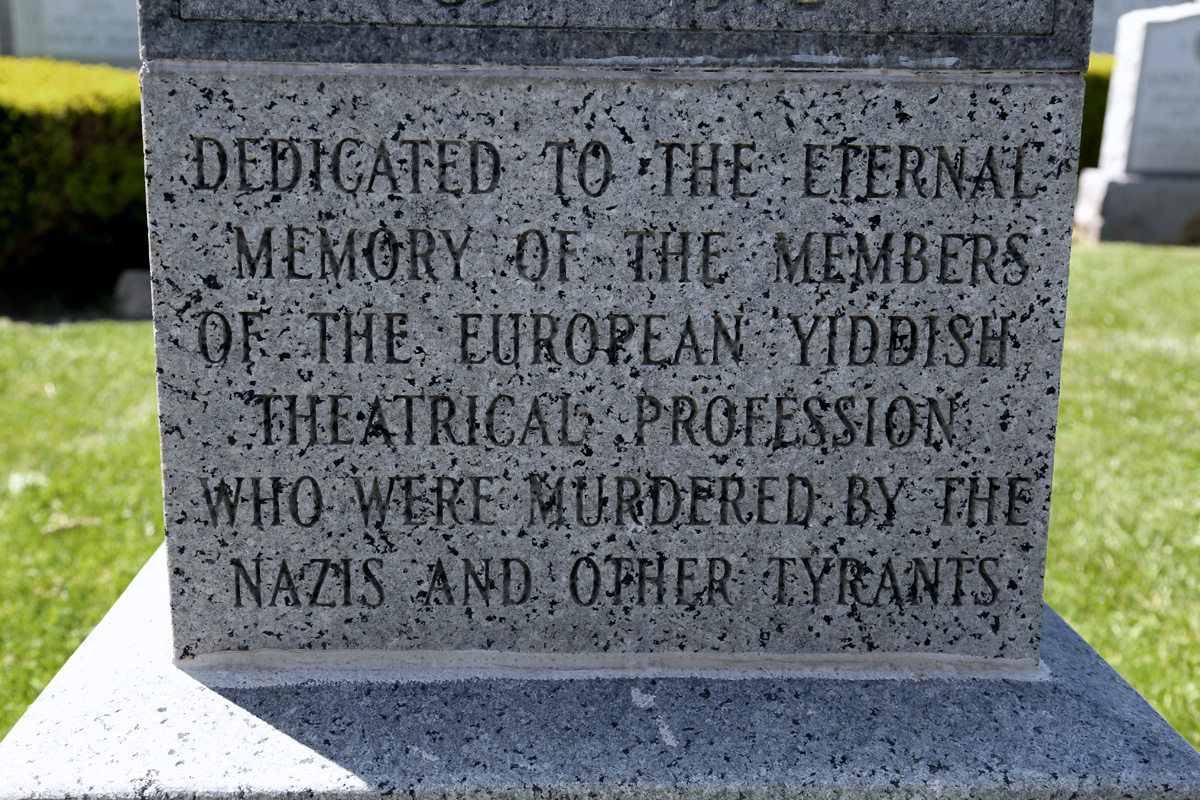 DEDICATED TO THE ETERNAL
MEMORY OF THE MEMBERS
OF THE EUROPEAN YIDDISH
THEATRICAL PROFESSION
WHO WERE MURDERED BY THE
NAZIS AND OTHER TYRANTS